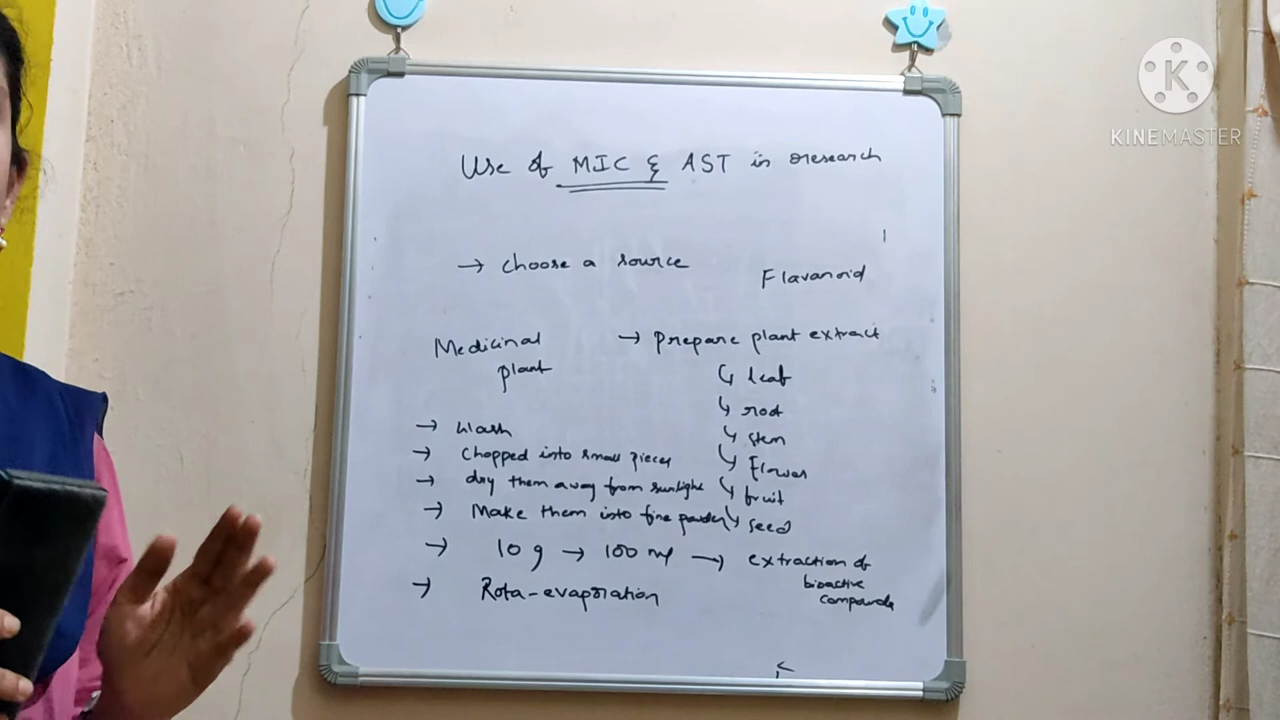 Use of MIC & AST in research
→ choose a source
Flavanoid
Medicinal
plant
→ Prepare plant extract
↳ leaf
↳ root
↳ stem
↳ Flower
↳ fruit
↳ seed
→ Wash
→ Chopped into small pieces
→ dry them away from sunlight
→ Make them into fine powder
→ 10 g → 100 ml → extraction of
bioactive
compounds
→ Rota-evaporation
K
KINEMASTER